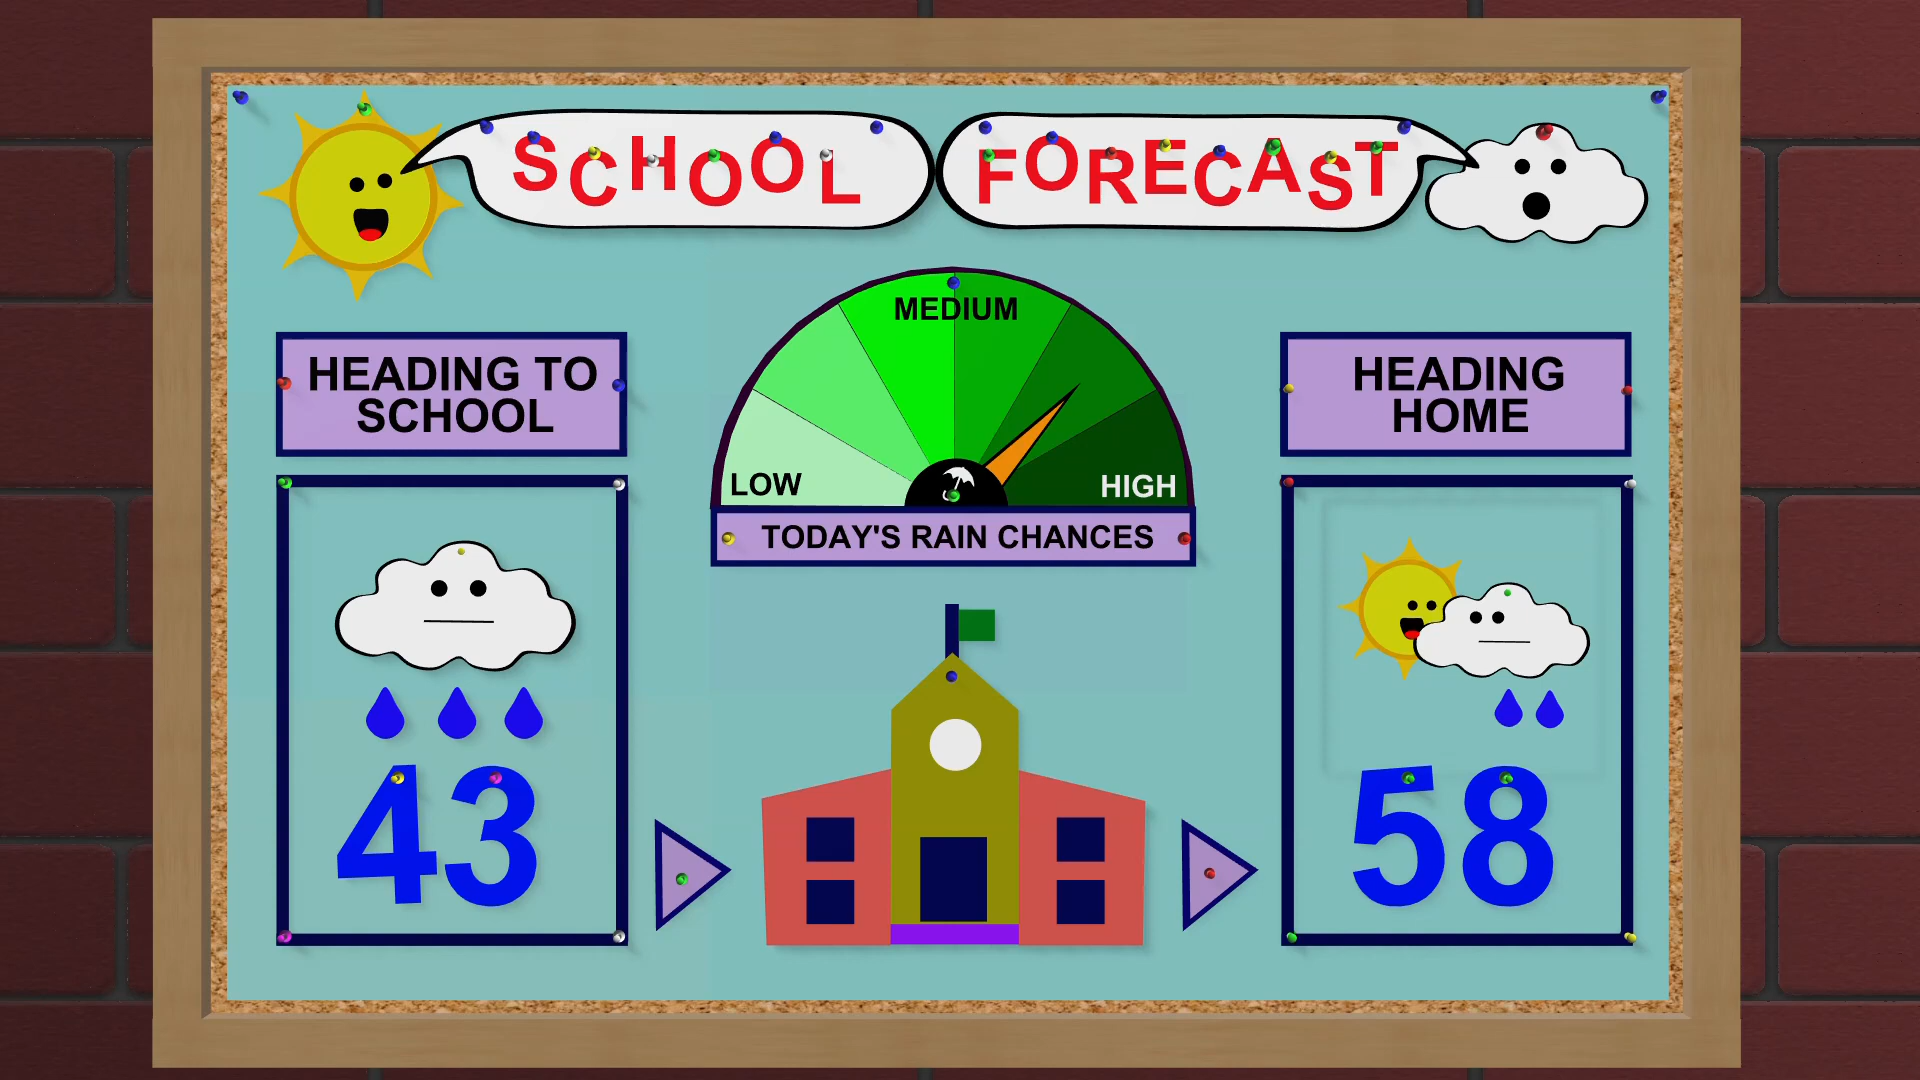 SCHOOL FORECAST
MEDIUM
LOW
HIGH
TODAY'S RAIN CHANCES
HEADING TO
SCHOOL
43
HEADING
HOME
58